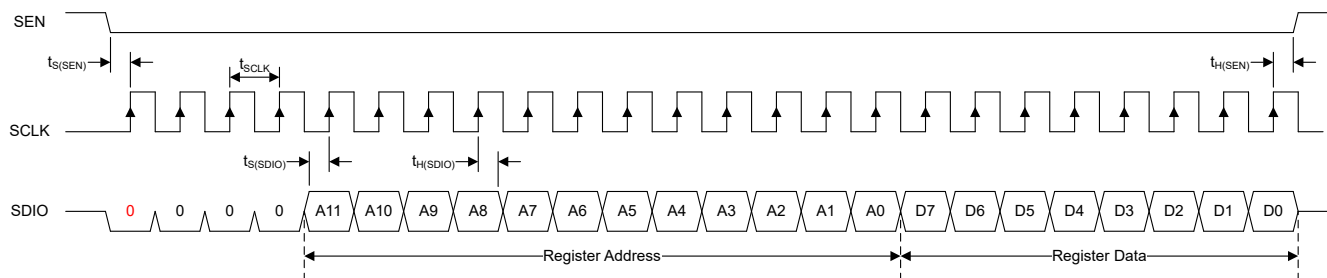 SEN
tS(SEN)
tSCLK
tH(SEN)
SCLK
tS(SDIO)
tH(SDIO)
SDIO 0 0 0 0 A11 A10 A9 A8 A7 A6 A5 A4 A3 A2 A1 A0 D7 D6 D5 D4 D3 D2 D1 D0
Register Address Register Data